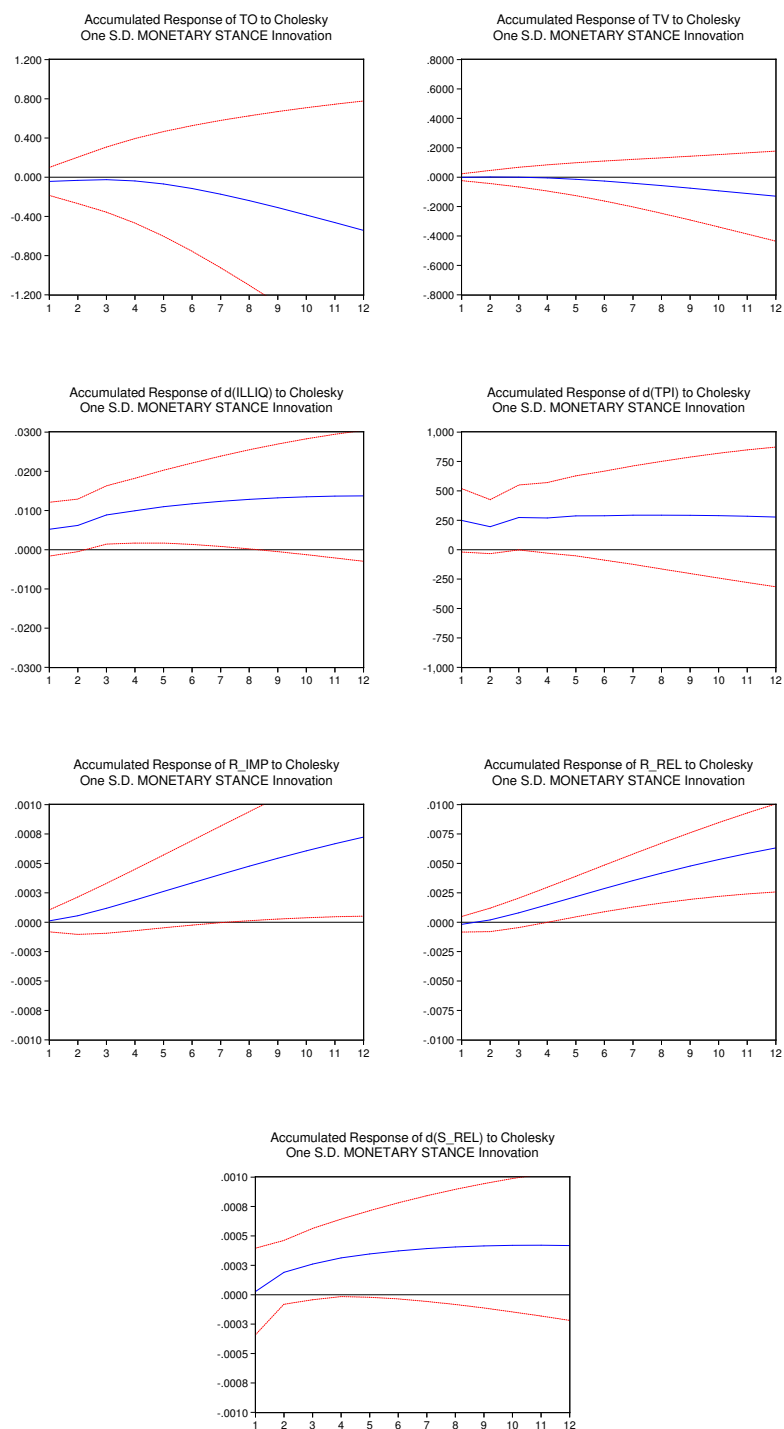 Accumulated Response of TO to Cholesky
One S.D. MONETARY STANCE Innovation
1.200
0.800
0.400
0.000
-0.400
-0.800
-1.200
1 2 3 4 5 6 7 8 9 10 11 12
Accumulated Response of TV to Cholesky
One S.D. MONETARY STANCE Innovation
.8000
.6000
.4000
.2000
.0000
-.2000
-.4000
-.6000
-.8000
1 2 3 4 5 6 7 8 9 10 11 12
Accumulated Response of d(ILLIQ) to Cholesky
One S.D. MONETARY STANCE Innovation
.0300
.0200
.0100
.0000
-.0100
-.0200
-.0300
1 2 3 4 5 6 7 8 9 10 11 12
Accumulated Response of d(TPI) to Cholesky
One S.D. MONETARY STANCE Innovation
1,000
750
500
250
0
-250
-500
-750
-1,000
1 2 3 4 5 6 7 8 9 10 11 12
Accumulated Response of R_IMP to Cholesky
One S.D. MONETARY STANCE Innovation
.0010
.0008
.0005
.0003
.0000
-.0003
-.0005
-.0008
-.0010
1 2 3 4 5 6 7 8 9 10 11 12
Accumulated Response of R_REL to Cholesky
One S.D. MONETARY STANCE Innovation
.0100
.0075
.0050
.0025
.0000
-.0025
-.0050
-.0075
-.0100
1 2 3 4 5 6 7 8 9 10 11 12
Accumulated Response of d(S_REL) to Cholesky
One S.D. MONETARY STANCE Innovation
.0010
.0008
.0005
.0003
.0000
-.0003
-.0005
-.0008
-.0010
1 2 3 4 5 6 7 8 9 10 11 12